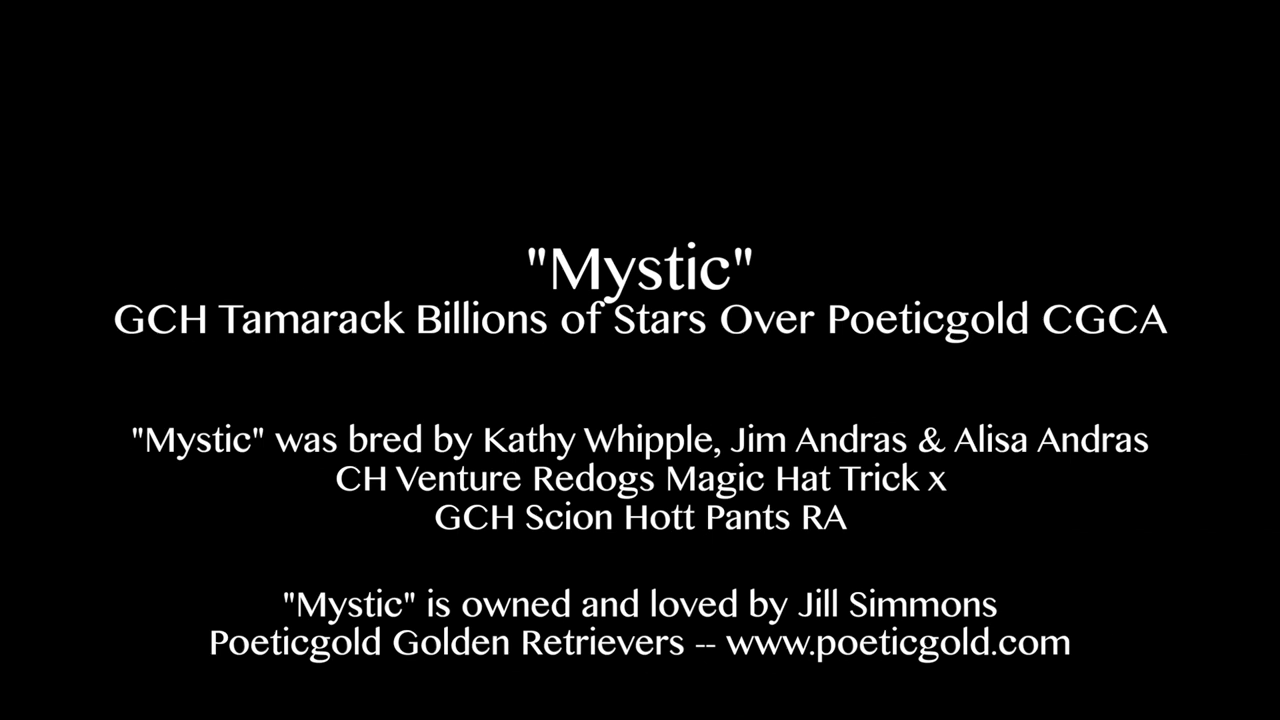 "Mystic"
GCH Tamarack Billions of Stars Over Poeticgold CGCA
"Mystic" was bred by Kathy Whipple, Jim Andras & Alisa Andras
CH Venture Redogs Magic Hat Trick x
GCH Scion Hott Pants RA
"Mystic" is owned and loved by Jill Simmons
Poeticgold Golden Retrievers -- www.poeticgold.com